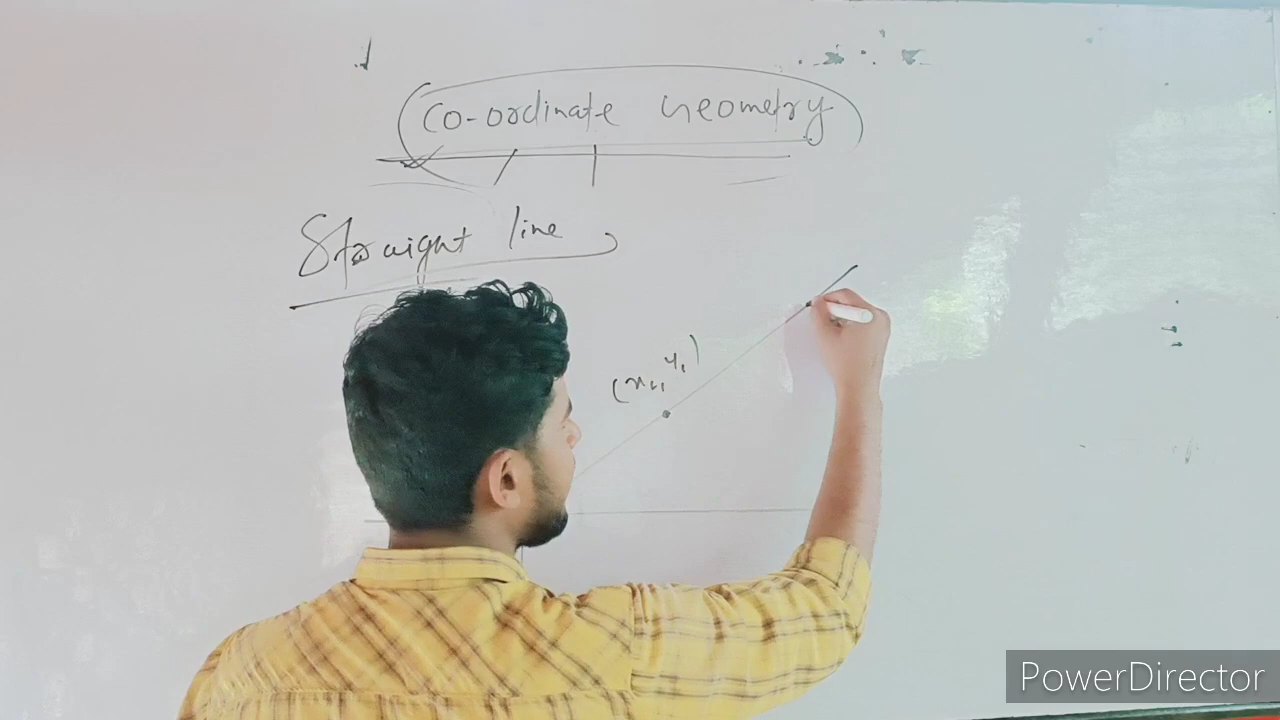 Co-ordinate Geometry
Straight line
(x₁, y₁)
PowerDirector